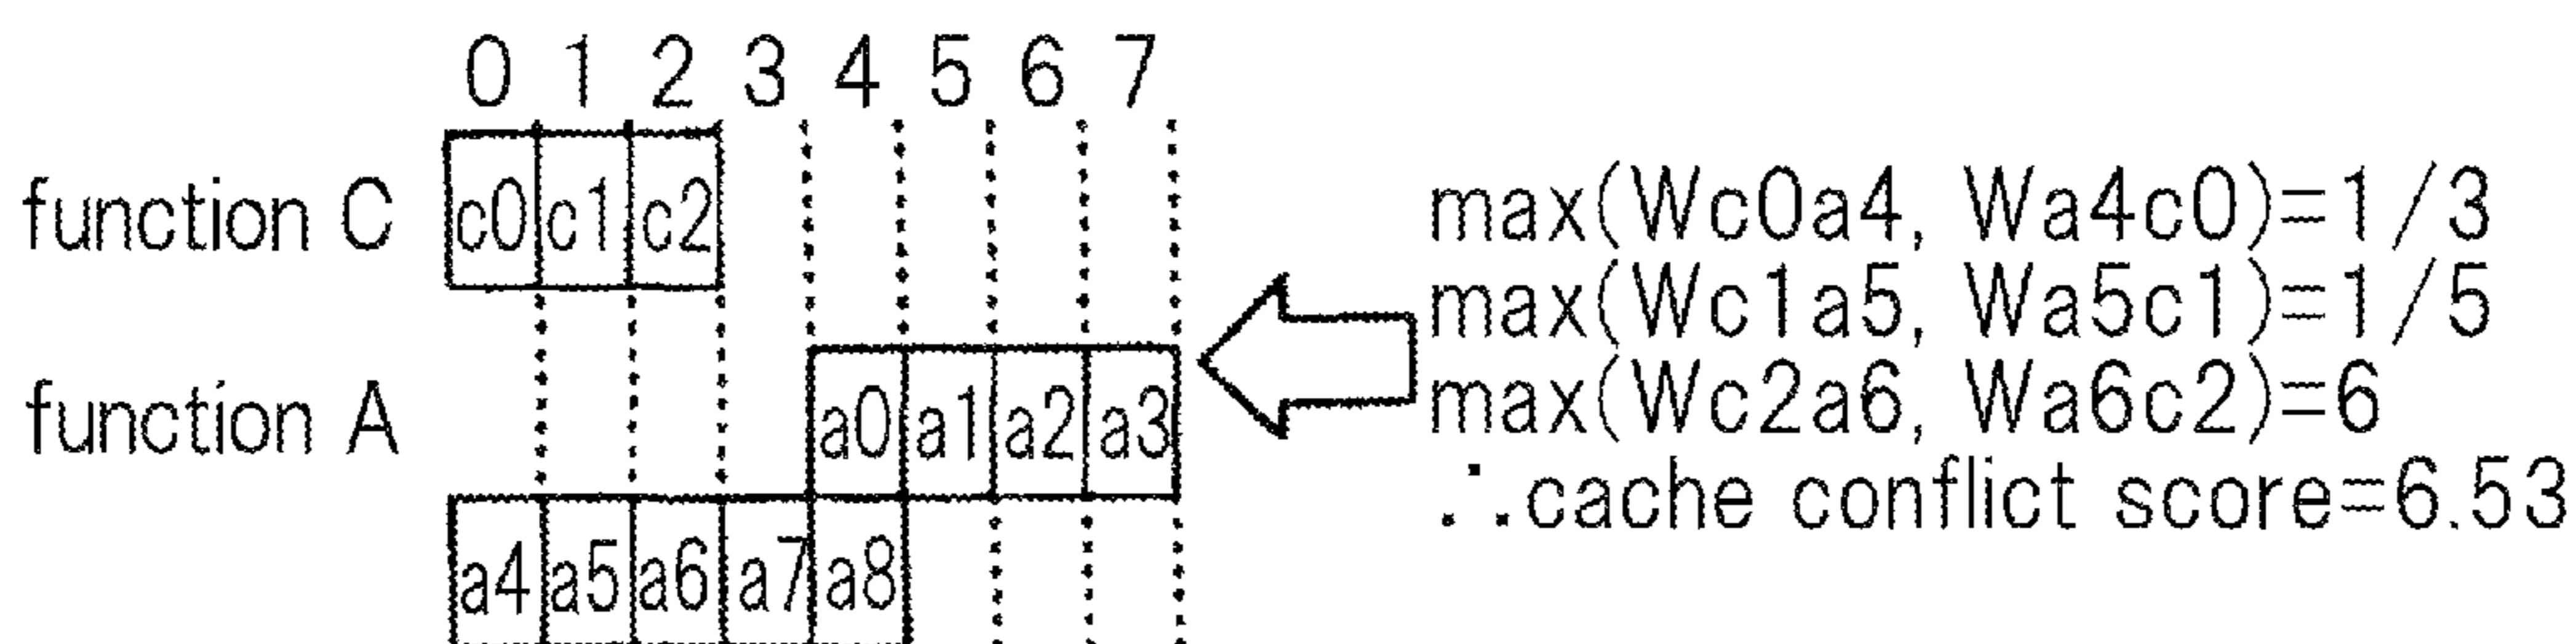 0 1 2 3 4 5 6 7
function C c0 c1 c2
function A a0 a1 a2 a3
a4 a5 a6 a7 a8
max(Wc0a4, Wa4c0)=1/3
max(Wc1a5, Wa5c1)=1/5
max(Wc2a6, Wa6c2)=6
∴cache conflict score=6.53